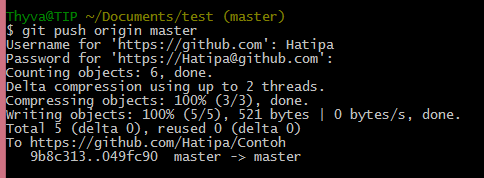 Thyva@TIP ~/Documents/test (master)
$ git push origin master
Username for 'https://github.com': Hatipa
Password for 'https://Hatipa@github.com':
Counting objects: 6, done.
Delta compression using up to 2 threads.
Compressing objects: 100% (3/3), done.
Writing objects: 100% (5/5), 521 bytes | 0 bytes/s, done.
Total 5 (delta 0), reused 0 (delta 0)
To https://github.com/Hatipa/Contoh
   9b8c313..049fc90  master -> master